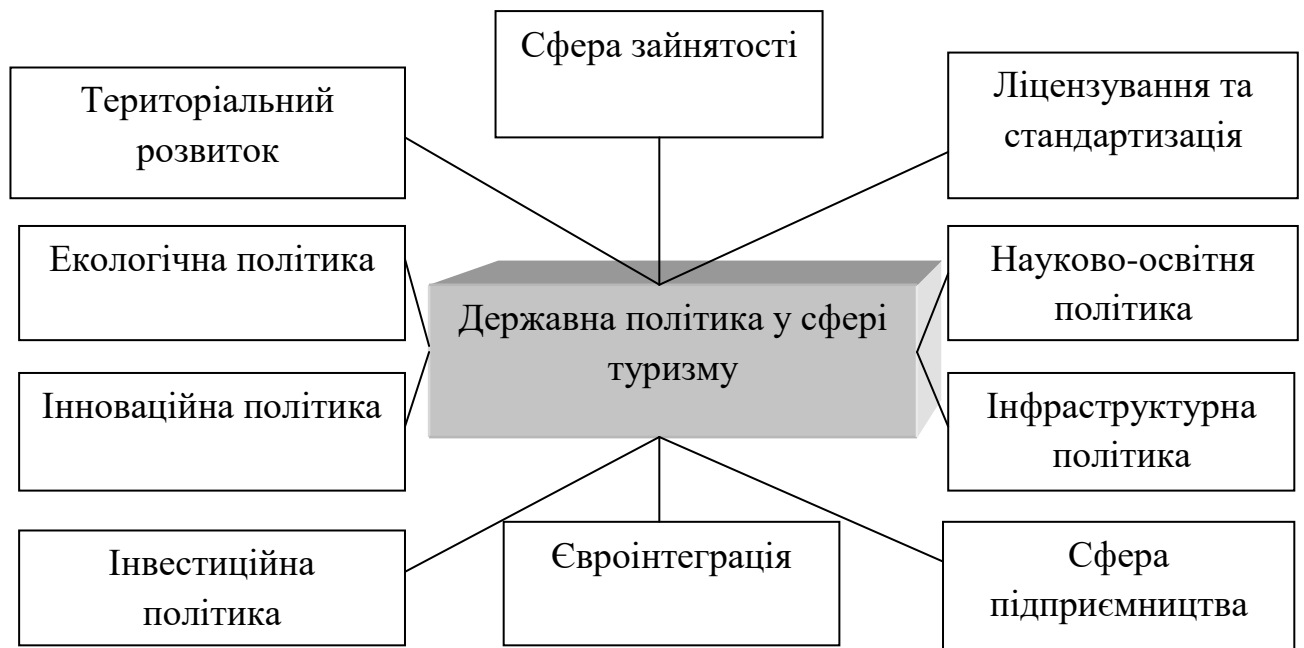 Сфера зайнятості
Територіальний
розвиток
Ліцензування та
стандартизація
Екологічна політика
Науково-освітня
політика
Державна політика у сфері
туризму
Інноваційна політика
Інфраструктурна
політика
Інвестиційна
політика
Євроінтеграція
Сфера
підприємництва